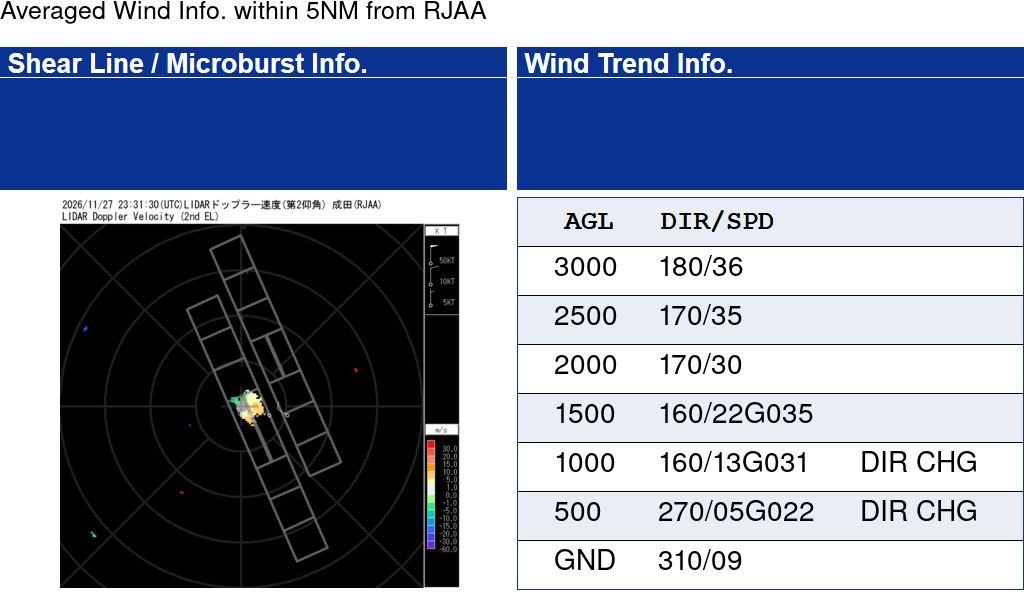 Averaged Wind Info. within 5NM from RJAA
Shear Line / Microburst Info.
Wind Trend Info.
2026/11/27 23:31:30(UTC)LIDARドップラー速度(第2仰角) 成田(RJAA)
LIDAR Doppler Velocity (2nd EL)
KT
50KT
10KT
5KT
m/s
30.0
20.0
15.0
10.0
5.0
1.0
0.0
-1.0
-5.0
-10.0
-15.0
-20.0
-30.0
-60.0
AGL DIR/SPD
3000 180/36
2500 170/35
2000 170/30
1500 160/22G035
1000 160/13G031 DIR CHG
500 270/05G022 DIR CHG
GND 310/09